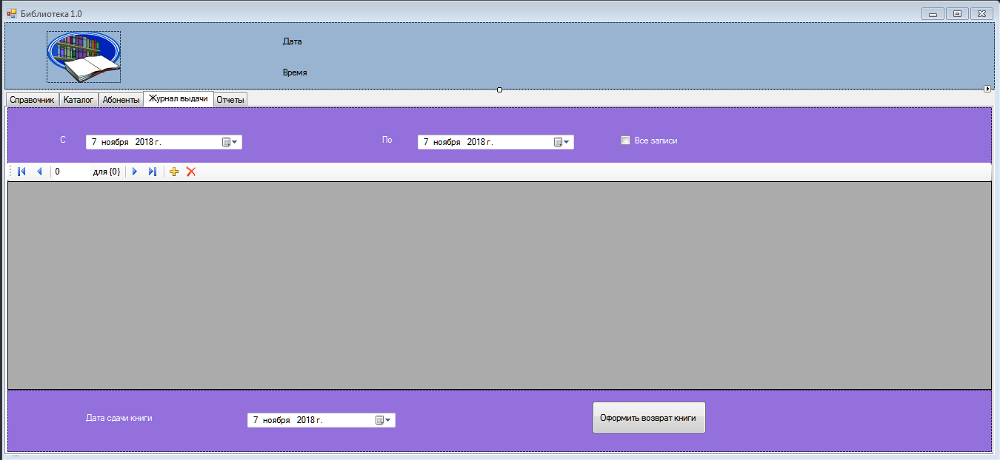 Библиотека 1.0
Дата
Время
Справочник Каталог Абоненты Журнал выдачи Отчеты
С 7 ноября 2018 г. По 7 ноября 2018 г. Все записи
0 для {0}
Дата сдачи книги 7 ноября 2018 г. Оформить возврат книги